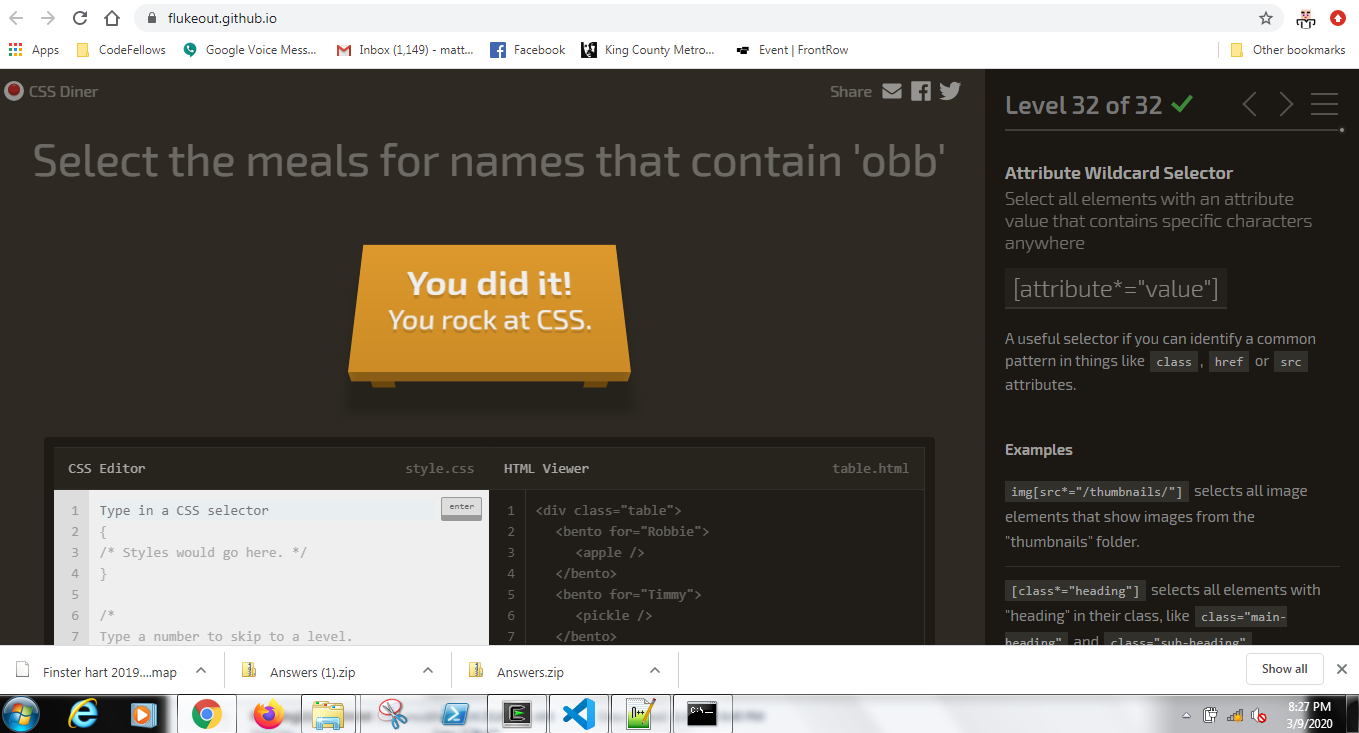 flukeout.github.io
Apps CodeFellows Google Voice Mess... Inbox (1,149) - matt... Facebook King County Metro... Event | FrontRow Other bookmarks
CSS Diner
Share
Select the meals for names that contain 'obb'
You did it!
You rock at CSS.
CSS Editor style.css
1 Type in a CSS selector
enter
2 {
3 /* Styles would go here. */
4 }
5
6 /*
7 Type a number to skip to a level.
HTML Viewer table.html
1 <div class="table">
2 <bento for="Robbie">
3 <apple />
4 </bento>
5 <bento for="Timmy">
6 <pickle />
7 </bento>
Level 32 of 32
Attribute Wildcard Selector
Select all elements with an attribute
value that contains specific characters
anywhere
[attribute*="value"]
A useful selector if you can identify a common
pattern in things like class , href or src
attributes.
Examples
img[src*="/thumbnails/"] selects all image
elements that show images from the
"thumbnails" folder.
[class*="heading"] selects all elements with
"heading" in their class, like class="main-
heading" and class="sub-heading"
Finster hart 2019....map Answers (1).zip Answers.zip Show all
N++
C:\
8:27 PM
3/9/2020